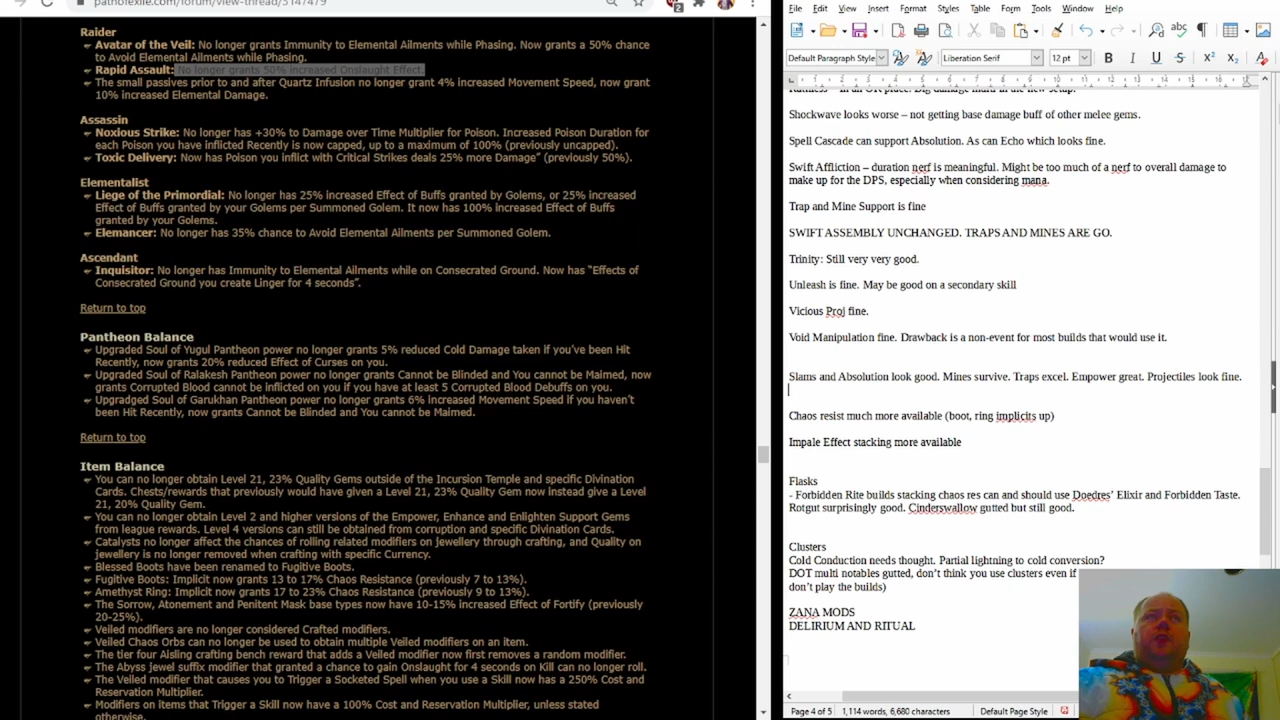 pathofexile.com/forum/view-thread/3147479
2
Raider
Avatar of the Veil: No longer grants Immunity to Elemental Ailments while Phasing. Now grants a 50% chance
to Avoid Elemental Ailments while Phasing.
Rapid Assault: No longer grants 50% increased Onslaught Effect.
The small passives prior to and after Quartz Infusion no longer grant 4% increased Movement Speed, now grant
10% increased Elemental Damage.
Assassin
Noxious Strike: No longer has +30% to Damage over Time Multiplier for Poison. Increased Poison Duration for
each Poison you have inflicted Recently is now capped, up to a maximum of 100% (previously uncapped).
Toxic Delivery: Now has Poison you inflict with Critical Strikes deals 25% more Damage" (previously 50%).
Elementalist
Liege of the Primordial: No longer has 25% increased Effect of Buffs granted by Golems, or 25% increased
Effect of Buffs granted by your Golems per Summoned Golem. It now has 100% increased Effect of Buffs
granted by your Golems.
Elemancer: No longer has 35% chance to Avoid Elemental Ailments per Summoned Golem.
Ascendant
Inquisitor: No longer has Immunity to Elemental Ailments while on Consecrated Ground. Now has "Effects of
Consecrated Ground you create Linger for 4 seconds".
Return to top
Pantheon Balance
Upgraded Soul of Yugul Pantheon power no longer grants 5% reduced Cold Damage taken if you've been Hit
Recently, now grants 20% reduced Effect of Curses on you.
Upgraded Soul of Ralakesh Pantheon power no longer grants Cannot be Blinded and You cannot be Maimed, now
grants Corrupted Blood cannot be inflicted on you if you have at least 5 Corrupted Blood Debuffs on you.
Upgradged Soul of Garukhan Pantheon power no longer grants 6% increased Movement Speed if you haven't
been Hit Recently, now grants Cannot be Blinded and You cannot be Maimed.
Return to top
Item Balance
You can no longer obtain Level 21, 23% Quality Gems outside of the Incursion Temple and specific Divination
Cards. Chests/rewards that previously would have given a Level 21, 23% Quality Gem now instead give a Level
21, 20% Quality Gem.
You can no longer obtain Level 2 and higher versions of the Empower, Enhance and Enlighten Support Gems
from league rewards. Level 4 versions can still be obtained from corruption and specific Divination Cards.
Catalysts no longer affect the chances of rolling related modifiers on jewellery through crafting, and Quality on
jewellery is no longer removed when crafting with specific Currency.
Blessed Boots have been renamed to Fugitive Boots.
Fugitive Boots: Implicit now grants 13 to 17% Chaos Resistance (previously 7 to 13%).
Amethyst Ring: Implicit now grants 17 to 23% Chaos Resistance (previously 9 to 13%).
The Sorrow, Atonement and Penitent Mask base types now have 10-15% increased Effect of Fortify (previously
20-25%).
Veiled modifiers are no longer considered Crafted modifiers.
Veiled Chaos Orbs can no longer be used to obtain multiple Veiled modifiers on an item.
The tier four Aisling crafting bench reward that adds a Veiled modifier now first removes a random modifier.
The Abyss jewel suffix modifier that granted a chance to gain Onslaught for 4 seconds on Kill can no longer roll.
The Veiled modifier that causes you to Trigger a Socketed Spell when you use a Skill now has a 250% Cost and
Reservation Multiplier.
Modifiers on items that Trigger a Skill now have a 100% Cost and Reservation Multiplier, unless stated
otherwise.
File Edit View Insert Format Styles Table Form Tools Window Help
Default Paragraph Style Liberation Serif 12 pt
Shockwave looks worse – not getting base damage buff of other melee gems.
Spell Cascade can support Absolution. As can Echo which looks fine.
Swift Affliction – duration nerf is meaningful. Might be too much of a nerf to overall damage to
make up for the DPS, especially when considering mana.
Trap and Mine Support is fine
SWIFT ASSEMBLY UNCHANGED. TRAPS AND MINES ARE GO.
Trinity: Still very very good.
Unleash is fine. May be good on a secondary skill
Vicious Proj fine.
Void Manipulation fine. Drawback is a non-event for most builds that would use it.
Slams and Absolution look good. Mines survive. Traps excel. Empower great. Projectiles look fine.
Chaos resist much more available (boot, ring implicits up)
Impale Effect stacking more available
Flasks
- Forbidden Rite builds stacking chaos res can and should use Doedres' Elixir and Forbidden Taste.
Rotgut surprisingly good. Cinderswallow gutted but still good.
Clusters
Cold Conduction needs thought. Partial lightning to cold conversion?
DOT multi notables gutted, don't think you use clusters even if
don't play the builds)
ZANA MODS
DELIRIUM AND RITUAL
Page 4 of 5 1,114 words, 6,680 characters Default Page Style